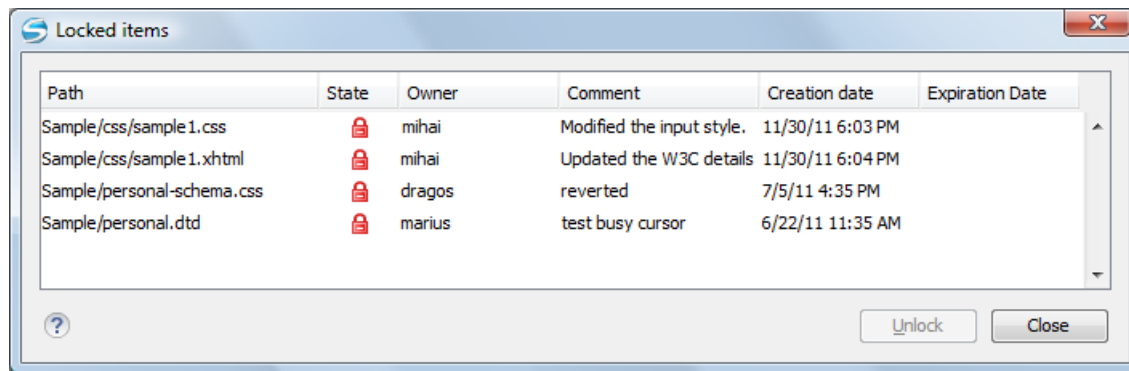 Locked items
Path State Owner Comment Creation date Expiration Date
Sample/css/sample1.css mihai Modified the input style. 11/30/11 6:03 PM
Sample/css/sample1.xhtml mihai Updated the W3C details 11/30/11 6:04 PM
Sample/personal-schema.css dragos reverted 7/5/11 4:35 PM
Sample/personal.dtd marius test busy cursor 6/22/11 11:35 AM
? Unlock Close